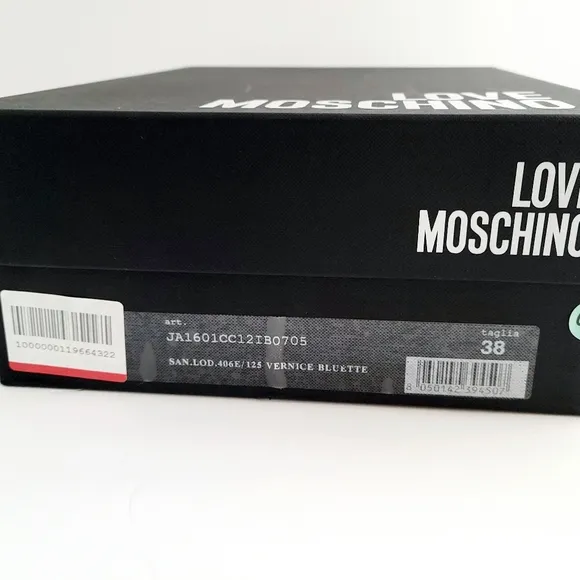 LOVE
MOSCHINO
LOVE
MOSCHINO
1000000119664322
art.
JA1601CC12IB0705
SAN.LOD.406E/125 VERNICE BLUETTE
taglia
38
8 050142 394507